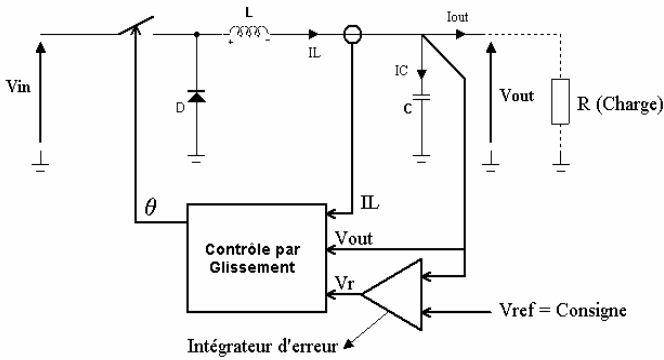 L
Iout
+
-
IL
Vin
D
IC
C
Vout
R (Charge)
θ
IL
Contrôle par
Glissement
Vout
Vr
Vref = Consigne
Intégrateur d'erreur